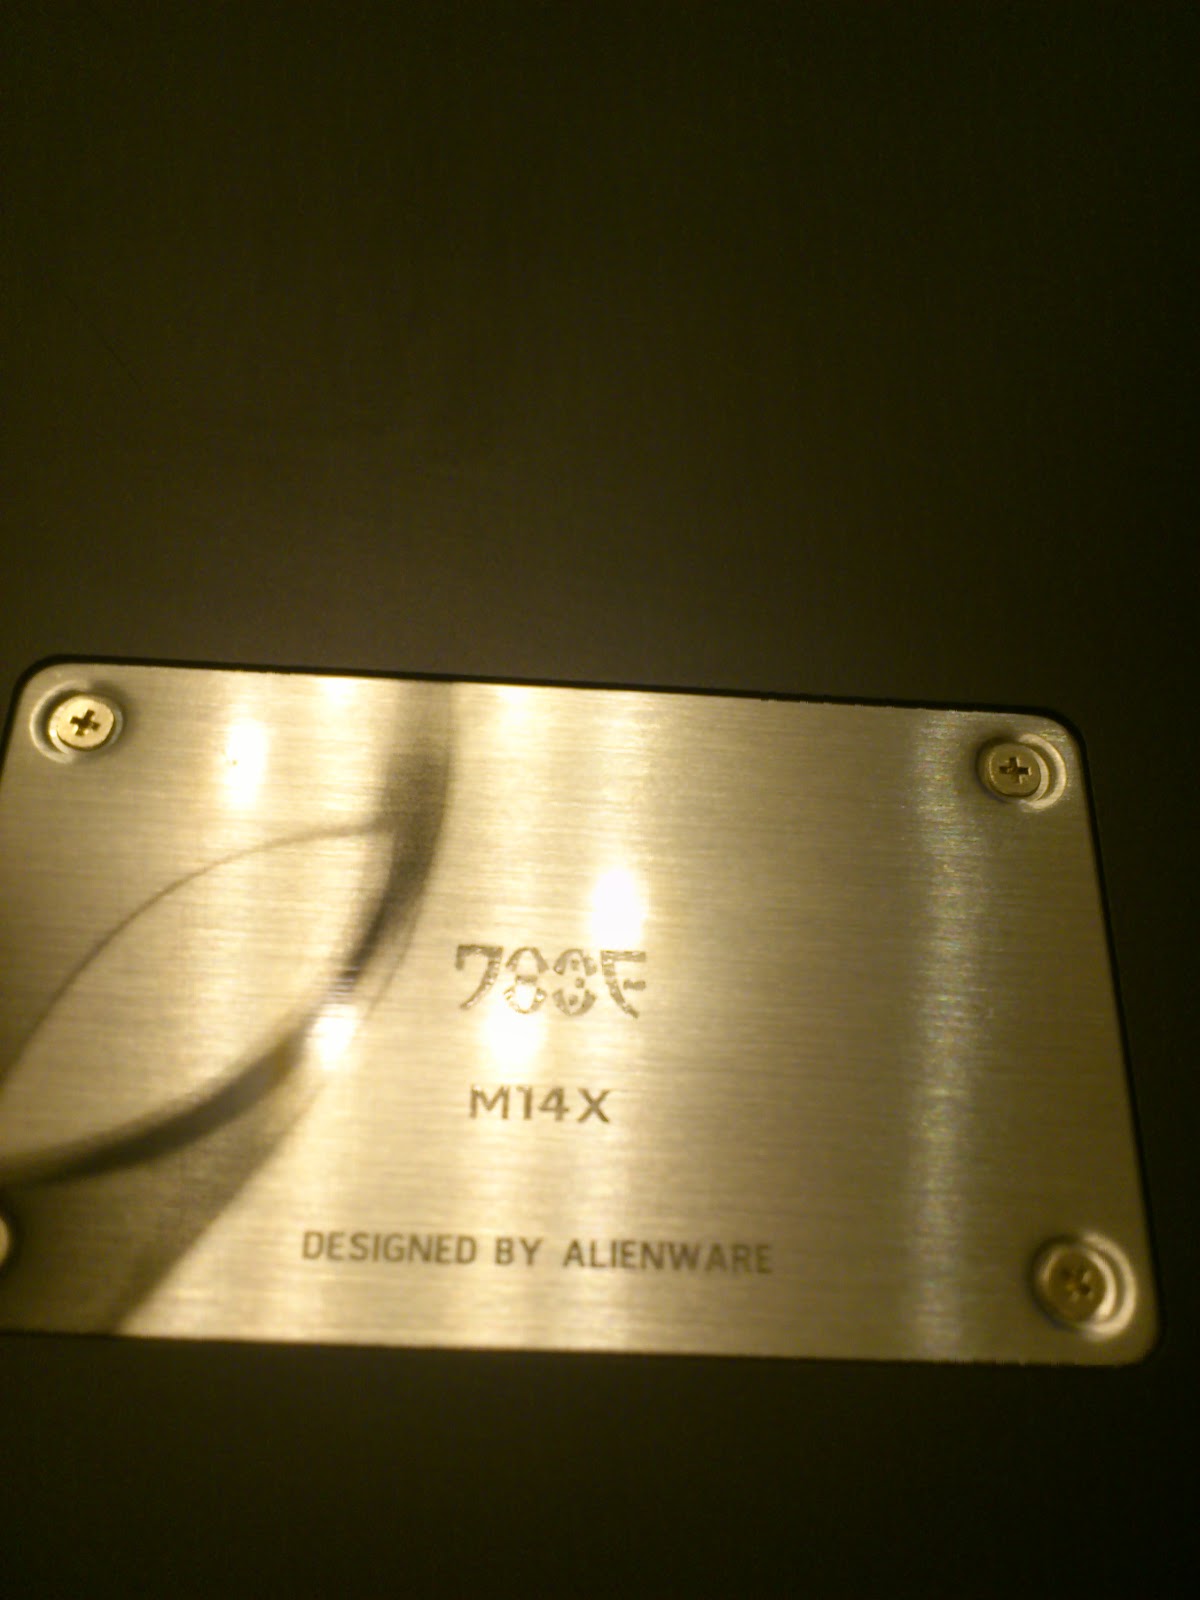 M14X
DESIGNED BY ALIENWARE